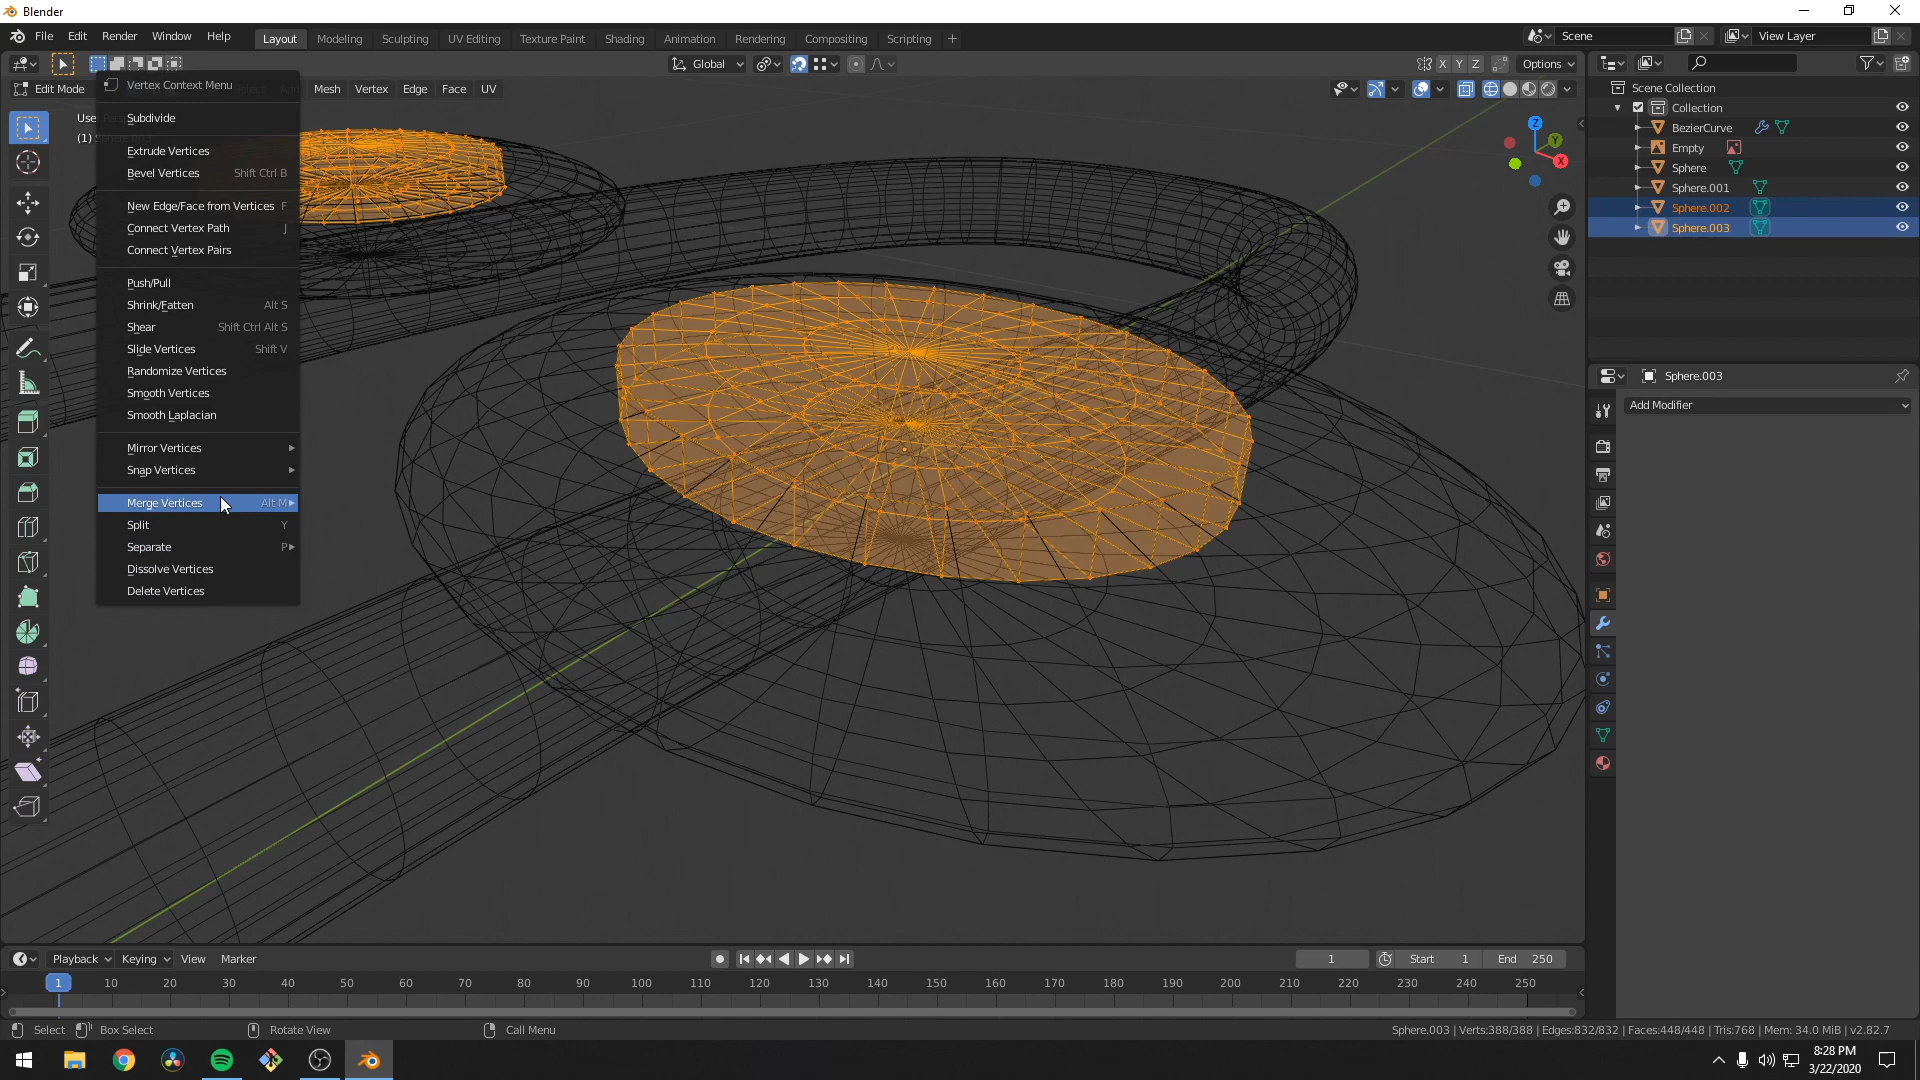 Blender
File Edit Render Window Help
Layout Modeling Sculpting UV Editing Texture Paint Shading Animation Rendering Compositing Scripting +
Scene
View Layer
Global
X Y Z
Options
Edit Mode
Mesh Vertex Edge Face UV
Vertex Context Menu
Subdivide
Extrude Vertices
Bevel Vertices Shift Ctrl B
New Edge/Face from Vertices F
Connect Vertex Path J
Connect Vertex Pairs
Push/Pull
Shrink/Fatten Alt S
Shear Shift Ctrl Alt S
Slide Vertices Shift V
Randomize Vertices
Smooth Vertices
Smooth Laplacian
Mirror Vertices
Snap Vertices
Merge Vertices Alt M
Split Y
Separate P
Dissolve Vertices
Delete Vertices
Z
Y
X
Scene Collection
Collection
BezierCurve
Empty
Sphere
Sphere.001
Sphere.002
Sphere.003
Sphere.003
Add Modifier
Playback Keying View Marker
1
Start 1
End 250
1 10 20 30 40 50 60 70 80 90 100 110 120 130 140 150 160 170 180 190 200 210 220 230 240 250
Select Box Select Rotate View Call Menu
Sphere.003 | Verts:388/388 | Edges:832/832 | Faces:448/448 | Tris:768 | Mem: 34.0 MiB | v2.82.7
8:28 PM
3/22/2020